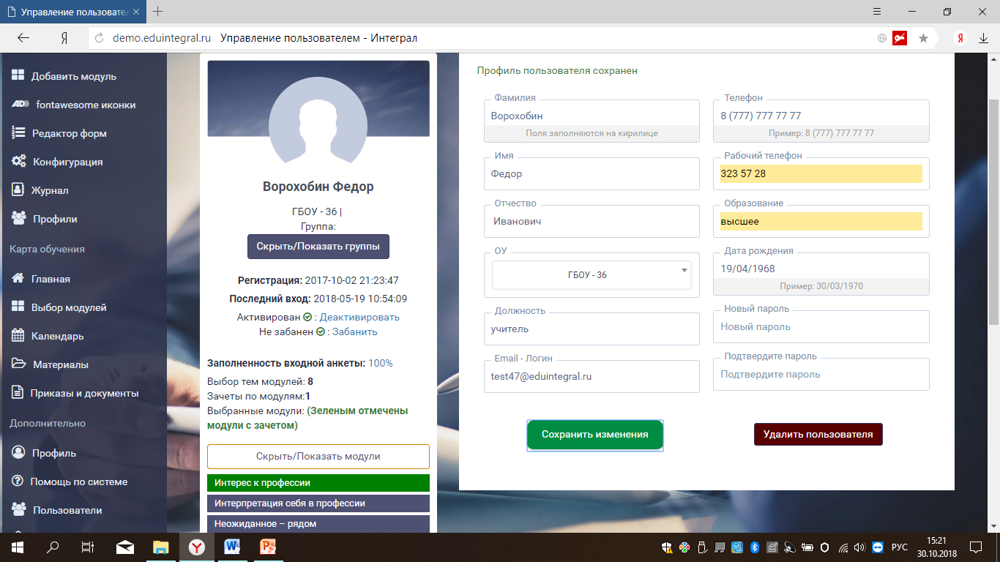 Управление пользовател
demo.eduintegral.ru Управление пользователем - Интеграл
Добавить модуль
fontawesome иконки
Редактор форм
Конфигурация
Журнал
Профили
Карта обучения
Главная
Выбор модулей
Календарь
Материалы
Приказы и документы
Дополнительно
Профиль
Помощь по системе
Пользователи
Ворохобин Федор
ГБОУ - 36 |
Группа:
Скрыть/Показать группы
Регистрация: 2017-10-02 21:23:47
Последний вход: 2018-05-19 10:54:09
Активирован : Деактивировать
Не забанен : Забанить
Заполненность входной анкеты: 100%
Выбор тем модулей: 8
Зачеты по модулям:1
Выбранные модули: (Зеленым отмечены
модули с зачетом)
Скрыть/Показать модули
Интерес к профессии
Интерпретация себя в профессии
Неожиданное – рядом
Профиль пользователя сохранен
Фамилия
Ворохобин
Поля заполняются на кирилице
Имя
Федор
Отчество
Иванович
ОУ
ГБОУ - 36
Должность
учитель
Email - Логин
test47@eduintegral.ru
Сохранить изменения
Телефон
8 (777) 777 77 77
Пример: 8 (777) 777 77 77
Рабочий телефон
323 57 28
Образование
высшее
Дата рождения
19/04/1968
Пример: 30/03/1970
Новый пароль
Новый пароль
Подтвердите пароль
Подтвердите пароль
Удалить пользователя
РУС
15:21
30.10.2018